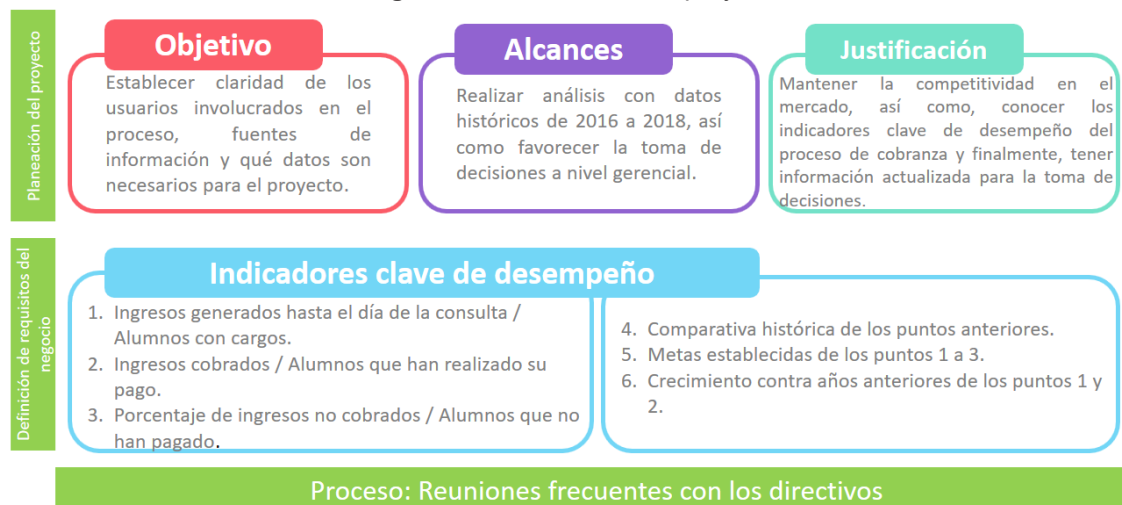 Planeación del proyecto
Objetivo
Establecer claridad de los
usuarios involucrados en el
proceso, fuentes de
información y qué datos son
necesarios para el proyecto.
Alcances
Realizar análisis con datos
históricos de 2016 a 2018, así
como favorecer la toma de
decisiones a nivel gerencial.
Justificación
Mantener la competitividad en el
mercado, así como, conocer los
indicadores clave de desempeño del
proceso de cobranza y finalmente, tener
información actualizada para la toma de
decisiones.
Definición de requisitos del
negocio
Indicadores clave de desempeño
1. Ingresos generados hasta el día de la consulta /
Alumnos con cargos.
2. Ingresos cobrados / Alumnos que han realizado su
pago.
3. Porcentaje de ingresos no cobrados / Alumnos que no
han pagado.
4. Comparativa histórica de los puntos anteriores.
5. Metas establecidas de los puntos 1 a 3.
6. Crecimiento contra años anteriores de los puntos 1 y
2.
Proceso: Reuniones frecuentes con los directivos